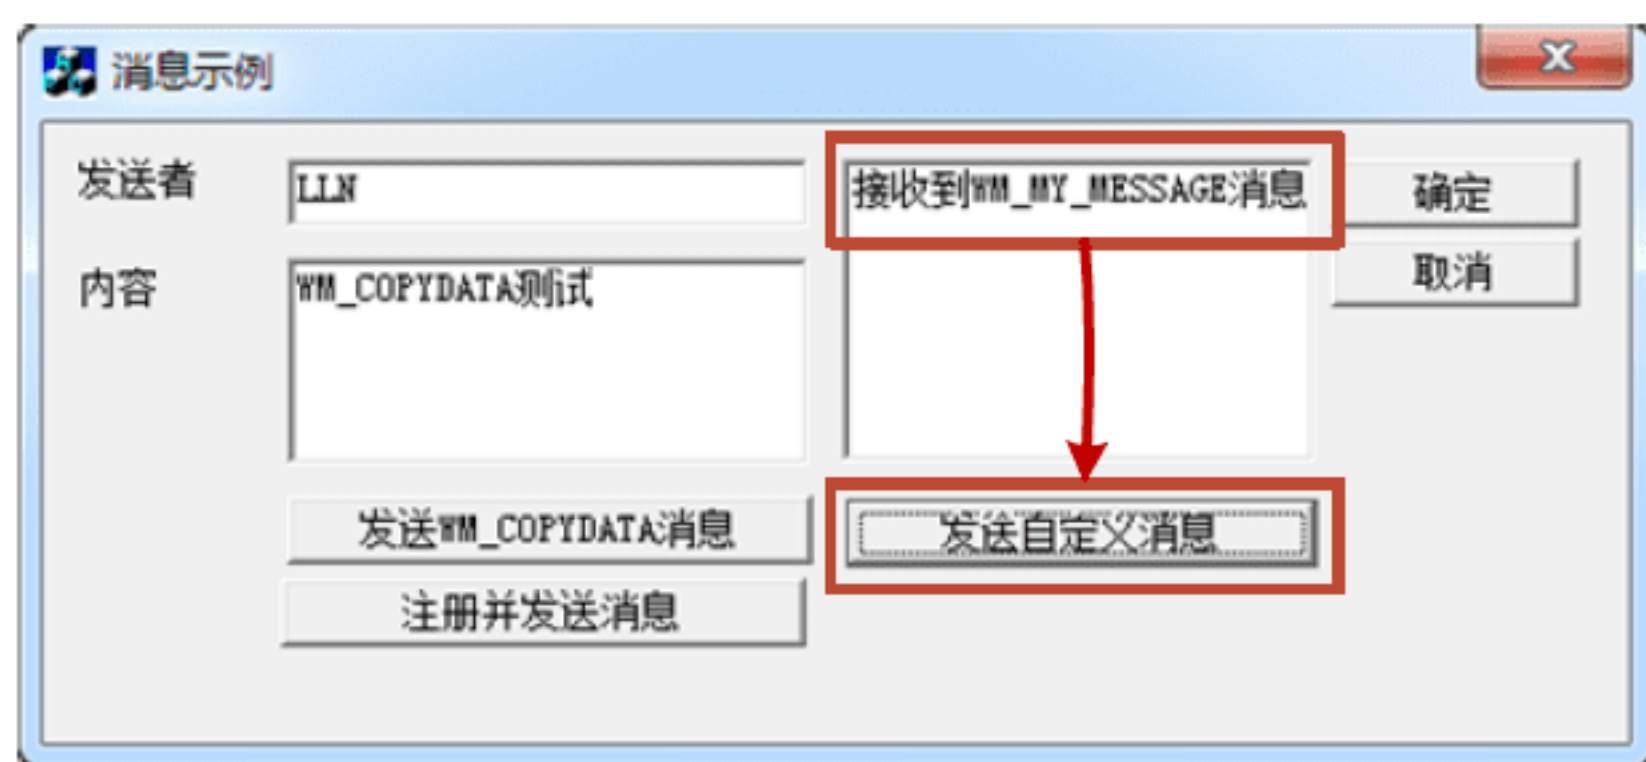 消息示例
发送者
LLN
接收到WM_MY_MESSAGE消息
确定
取消
内容
WM_COPYDATA测试
发送WM_COPYDATA消息
发送自定义消息
注册并发送消息